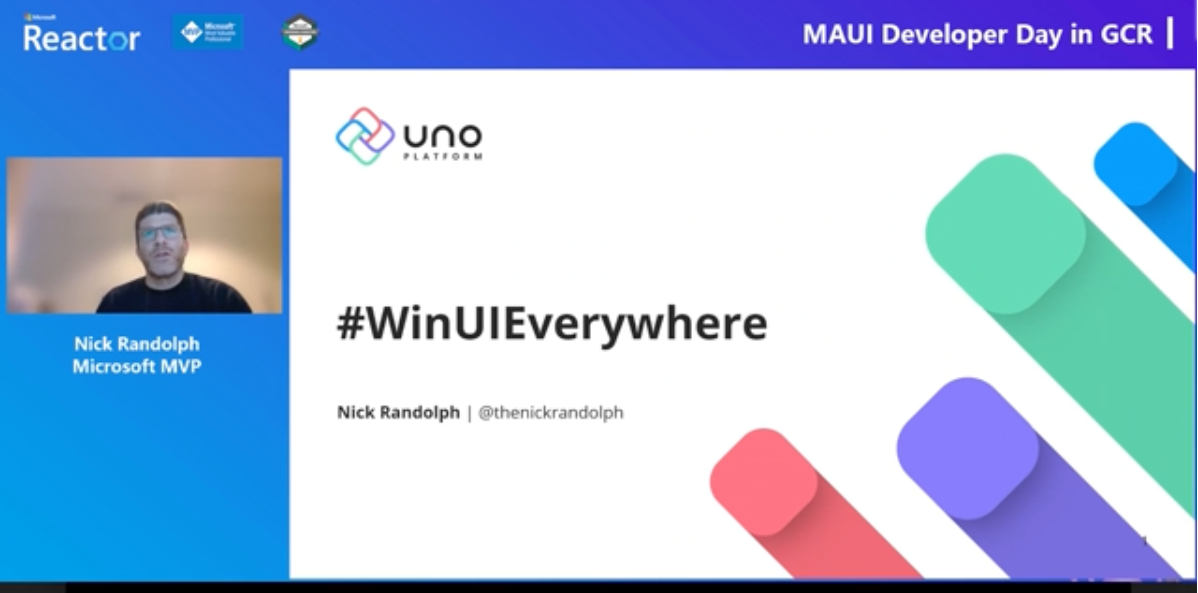 Microsoft
Reactor
MVP
Microsoft
Most Valuable
Professional
MAUI Developer Day in GCR
UNO
PLATFORM
#WinUIEverywhere
Nick Randolph | @thenickrandolph
Nick Randolph
Microsoft MVP
1